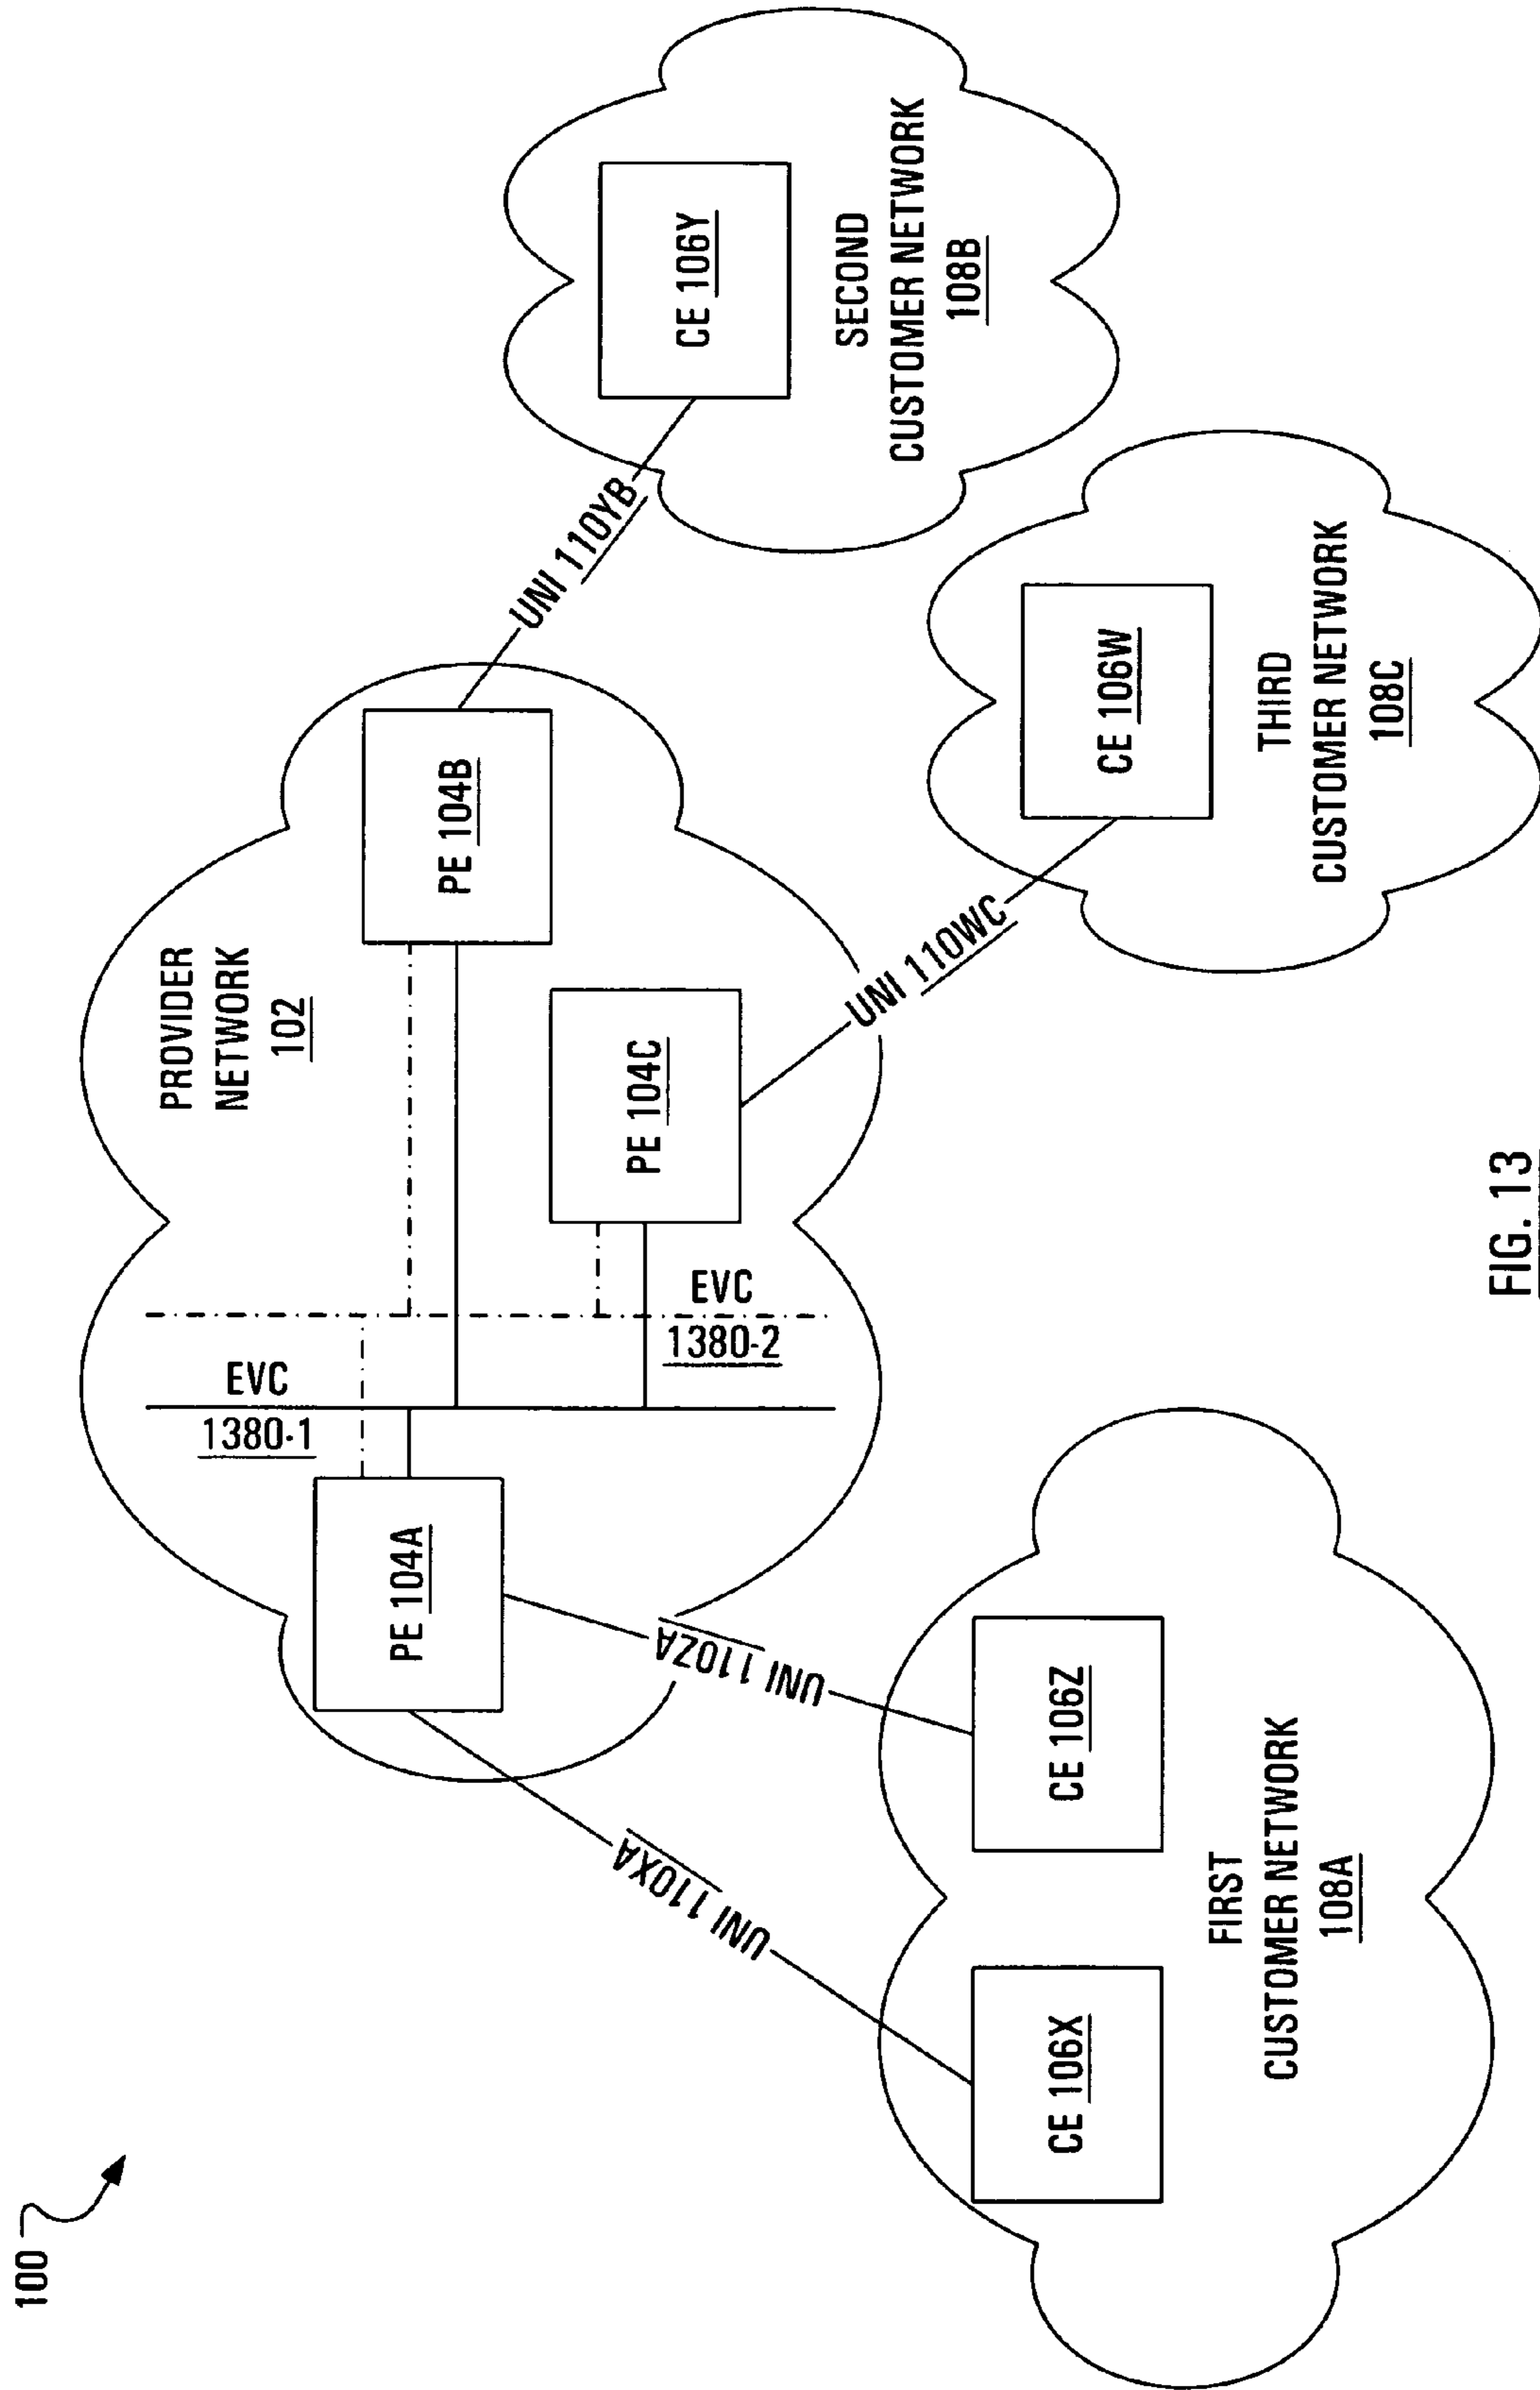 100
PROVIDER
NETWORK
102
EVC
1380-1
EVC
1380-2
PE 104A
PE 104B
PE 104C
UNI 110XA
UNI 110ZA
UNI 110YB
UNI 110WC
CE 106X
CE 106Z
FIRST
CUSTOMER NETWORK
108A
CE 106W
THIRD
CUSTOMER NETWORK
108C
CE 106Y
SECOND
CUSTOMER NETWORK
108B
FIG. 13